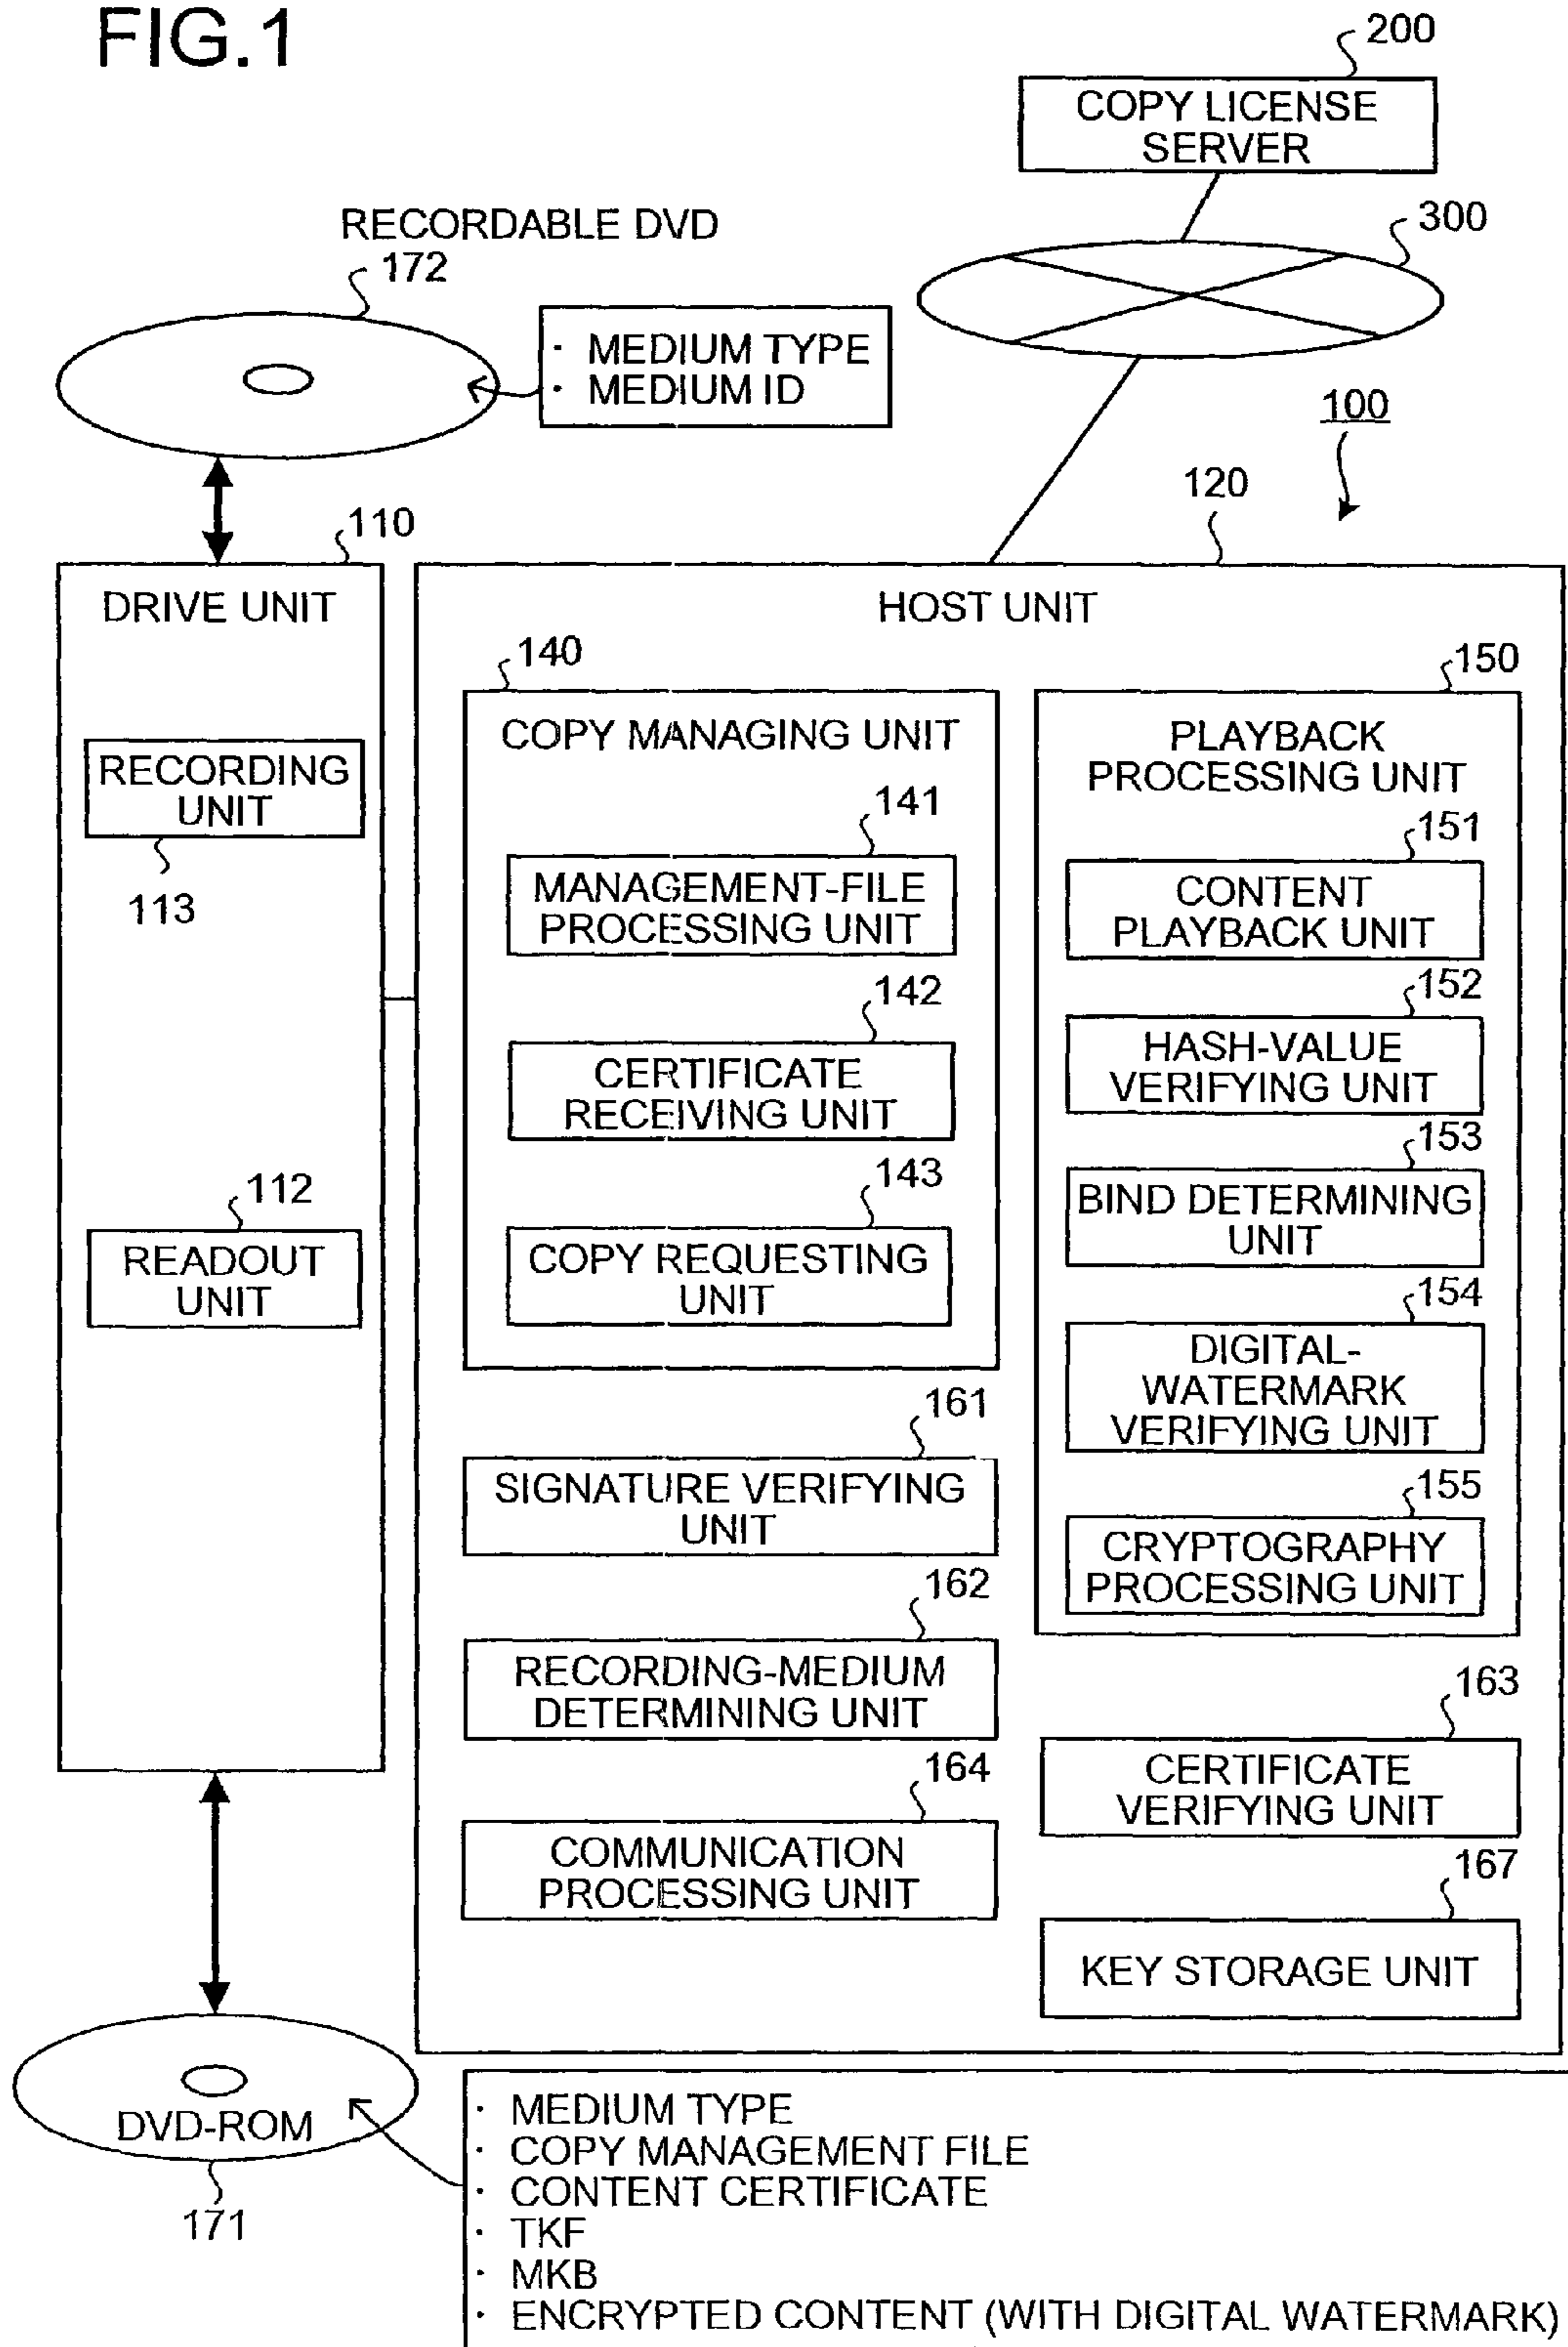 FIG.1
200
COPY LICENSE
SERVER
300
RECORDABLE DVD
172
· MEDIUM TYPE
· MEDIUM ID
100
120
110
DRIVE UNIT
RECORDING
UNIT
113
112
READOUT
UNIT
HOST UNIT
140
COPY MANAGING UNIT
141
MANAGEMENT-FILE
PROCESSING UNIT
142
CERTIFICATE
RECEIVING UNIT
143
COPY REQUESTING
UNIT
150
PLAYBACK
PROCESSING UNIT
151
CONTENT
PLAYBACK UNIT
152
HASH-VALUE
VERIFYING UNIT
153
BIND DETERMINING
UNIT
154
DIGITAL-
WATERMARK
VERIFYING UNIT
155
CRYPTOGRAPHY
PROCESSING UNIT
161
SIGNATURE VERIFYING
UNIT
162
RECORDING-MEDIUM
DETERMINING UNIT
163
CERTIFICATE
VERIFYING UNIT
164
COMMUNICATION
PROCESSING UNIT
167
KEY STORAGE UNIT
DVD-ROM
171
· MEDIUM TYPE
· COPY MANAGEMENT FILE
· CONTENT CERTIFICATE
· TKF
· MKB
· ENCRYPTED CONTENT (WITH DIGITAL WATERMARK)